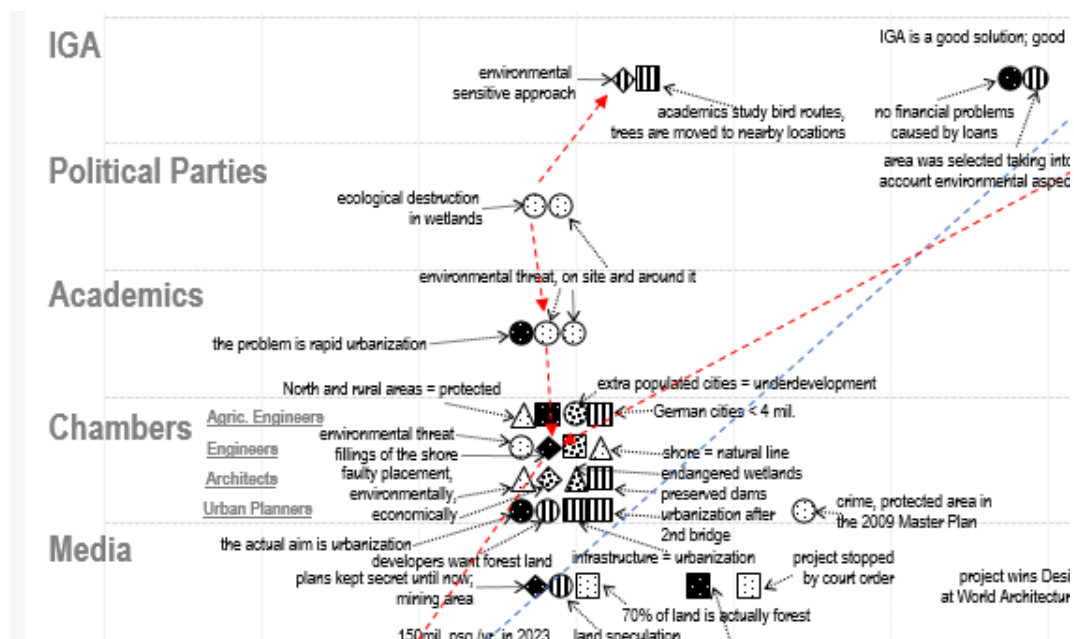 IGA
IGA is a good solution; good
environmental
sensitive approach
academics study bird routes,
trees are moved to nearby locations
no financial problems
caused by loans
area was selected taking into
account environmental aspec
Political Parties
ecological destruction
in wetlands
Academics
environmental threat, on site and around it
the problem is rapid urbanization
Chambers
North and rural areas = protected
extra populated cities = underdevelopment
Agric. Engineers
German cities < 4 mil.
Engineers
environmental threat
fillings of the shore
shore = natural line
Architects
faulty placement,
environmentally,
economically
endangered wetlands
preserved dams
Urban Planners
urbanization after
2nd bridge
crime, protected area in
the 2009 Master Plan
the actual aim is urbanization
developers want forest land
infrastructure = urbanization
Media
plans kept secret until now;
mining area
project stopped
by court order
project wins Desi
at World Architectur
70% of land is actually forest
150mil. psg./yr. in 2023
land speculation